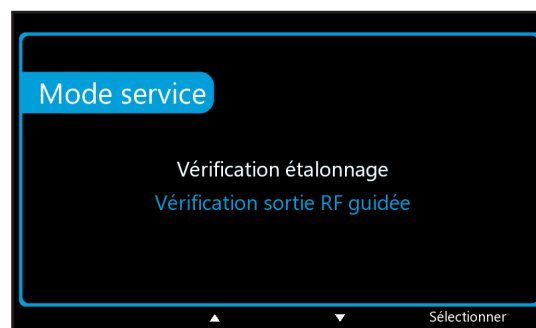 Mode service
Vérification étalonnage
Vérification sortie RF guidée
▲ ▼ Sélectionner